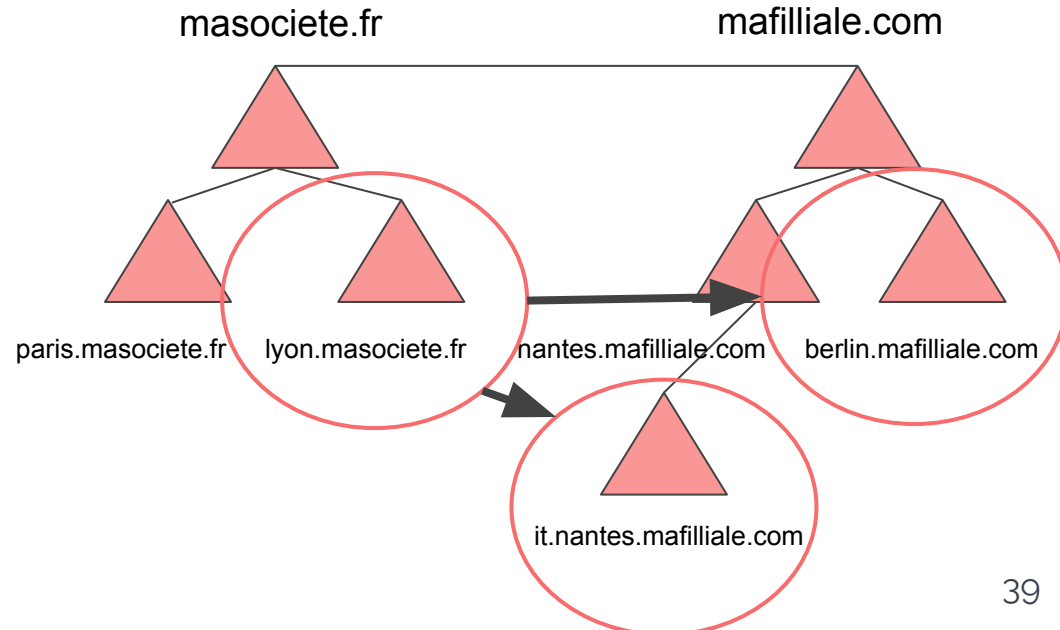 masociete.fr
mafilliale.com
paris.masociete.fr
lyon.masociete.fr
nantes.mafilliale.com
berlin.mafilliale.com
it.nantes.mafilliale.com
39